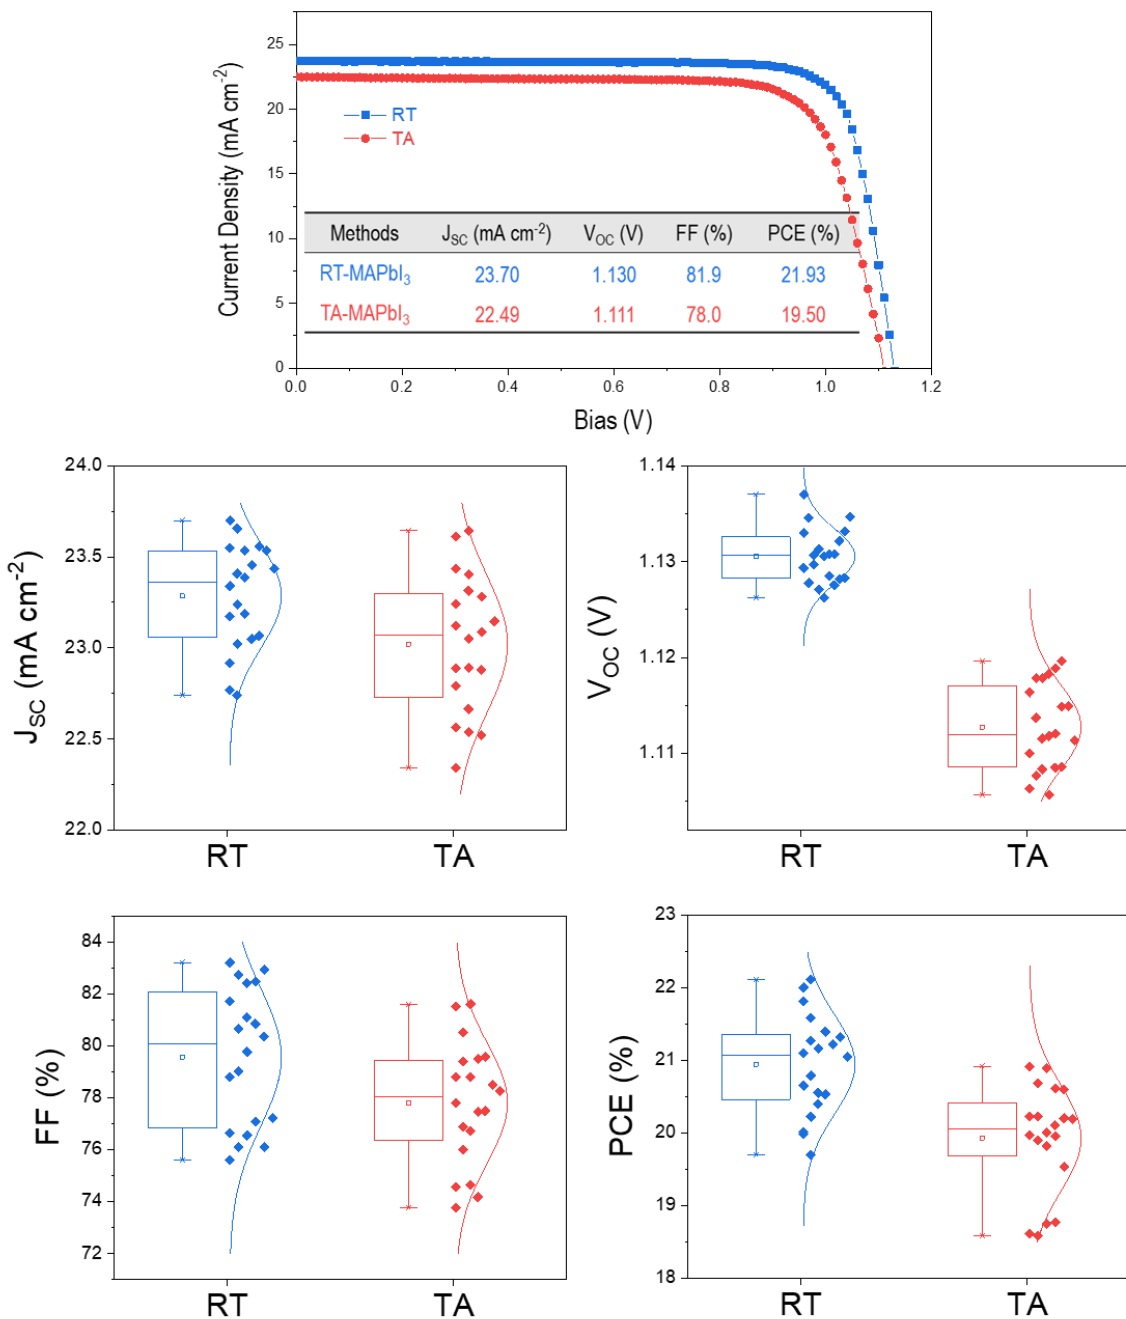 25
20
15
10
5
0
Current Density (mA cm-2)
RT
TA
Methods JSC (mA cm-2) VOC (V) FF (%) PCE (%)
RT-MAPbI3 23.70 1.130 81.9 21.93
TA-MAPbI3 22.49 1.111 78.0 19.50
0.0 0.2 0.4 0.6 0.8 1.0 1.2
Bias (V)
24.0
23.5
23.0
22.5
22.0
JSC (mA cm-2)
RT TA
1.14
1.13
1.12
1.11
VOC (V)
RT TA
84
82
80
78
76
74
72
FF (%)
RT TA
23
22
21
20
19
18
PCE (%)
RT TA